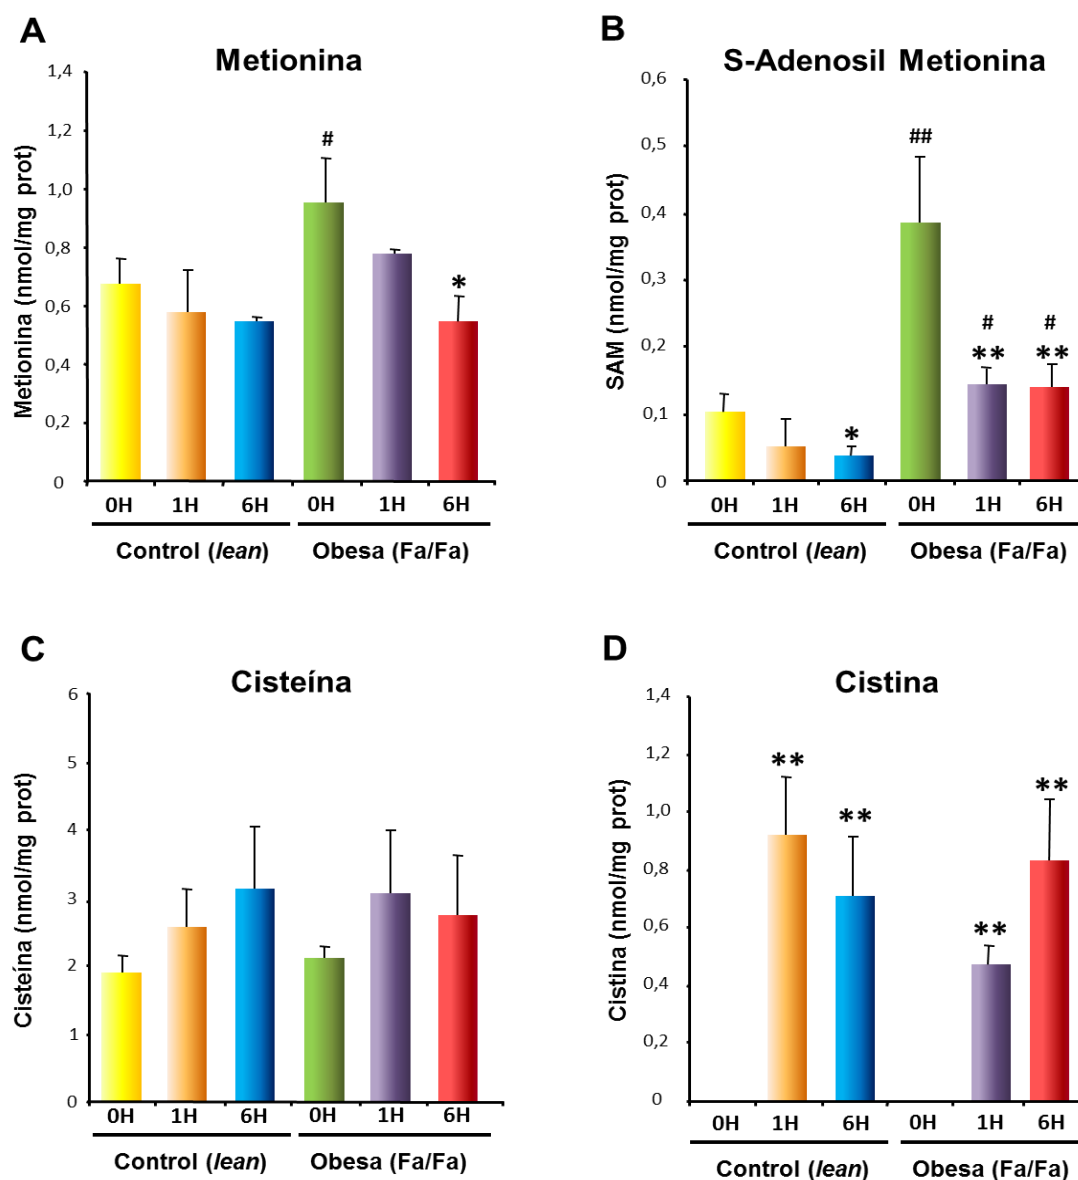 A
Metionina
Metionina (nmol/mg prot)
1,4
1,2
1,0
0,8
0,6
0,4
0,2
0
#
*
0H 1H 6H 0H 1H 6H
Control (lean) Obesa (Fa/Fa)
B
S-Adenosil Metionina
SAM (nmol/mg prot)
0,6
0,5
0,4
0,3
0,2
0,1
0
*
##
#
**
#
**
0H 1H 6H 0H 1H 6H
Control (lean) Obesa (Fa/Fa)
C
Cisteína
Cisteína (nmol/mg prot)
6
5
4
3
2
1
0
0H 1H 6H 0H 1H 6H
Control (lean) Obesa (Fa/Fa)
D
Cistina
Cistina (nmol/mg prot)
1,4
1,2
1,0
0,8
0,6
0,4
0,2
0
**
**
**
**
0H 1H 6H 0H 1H 6H
Control (lean) Obesa (Fa/Fa)